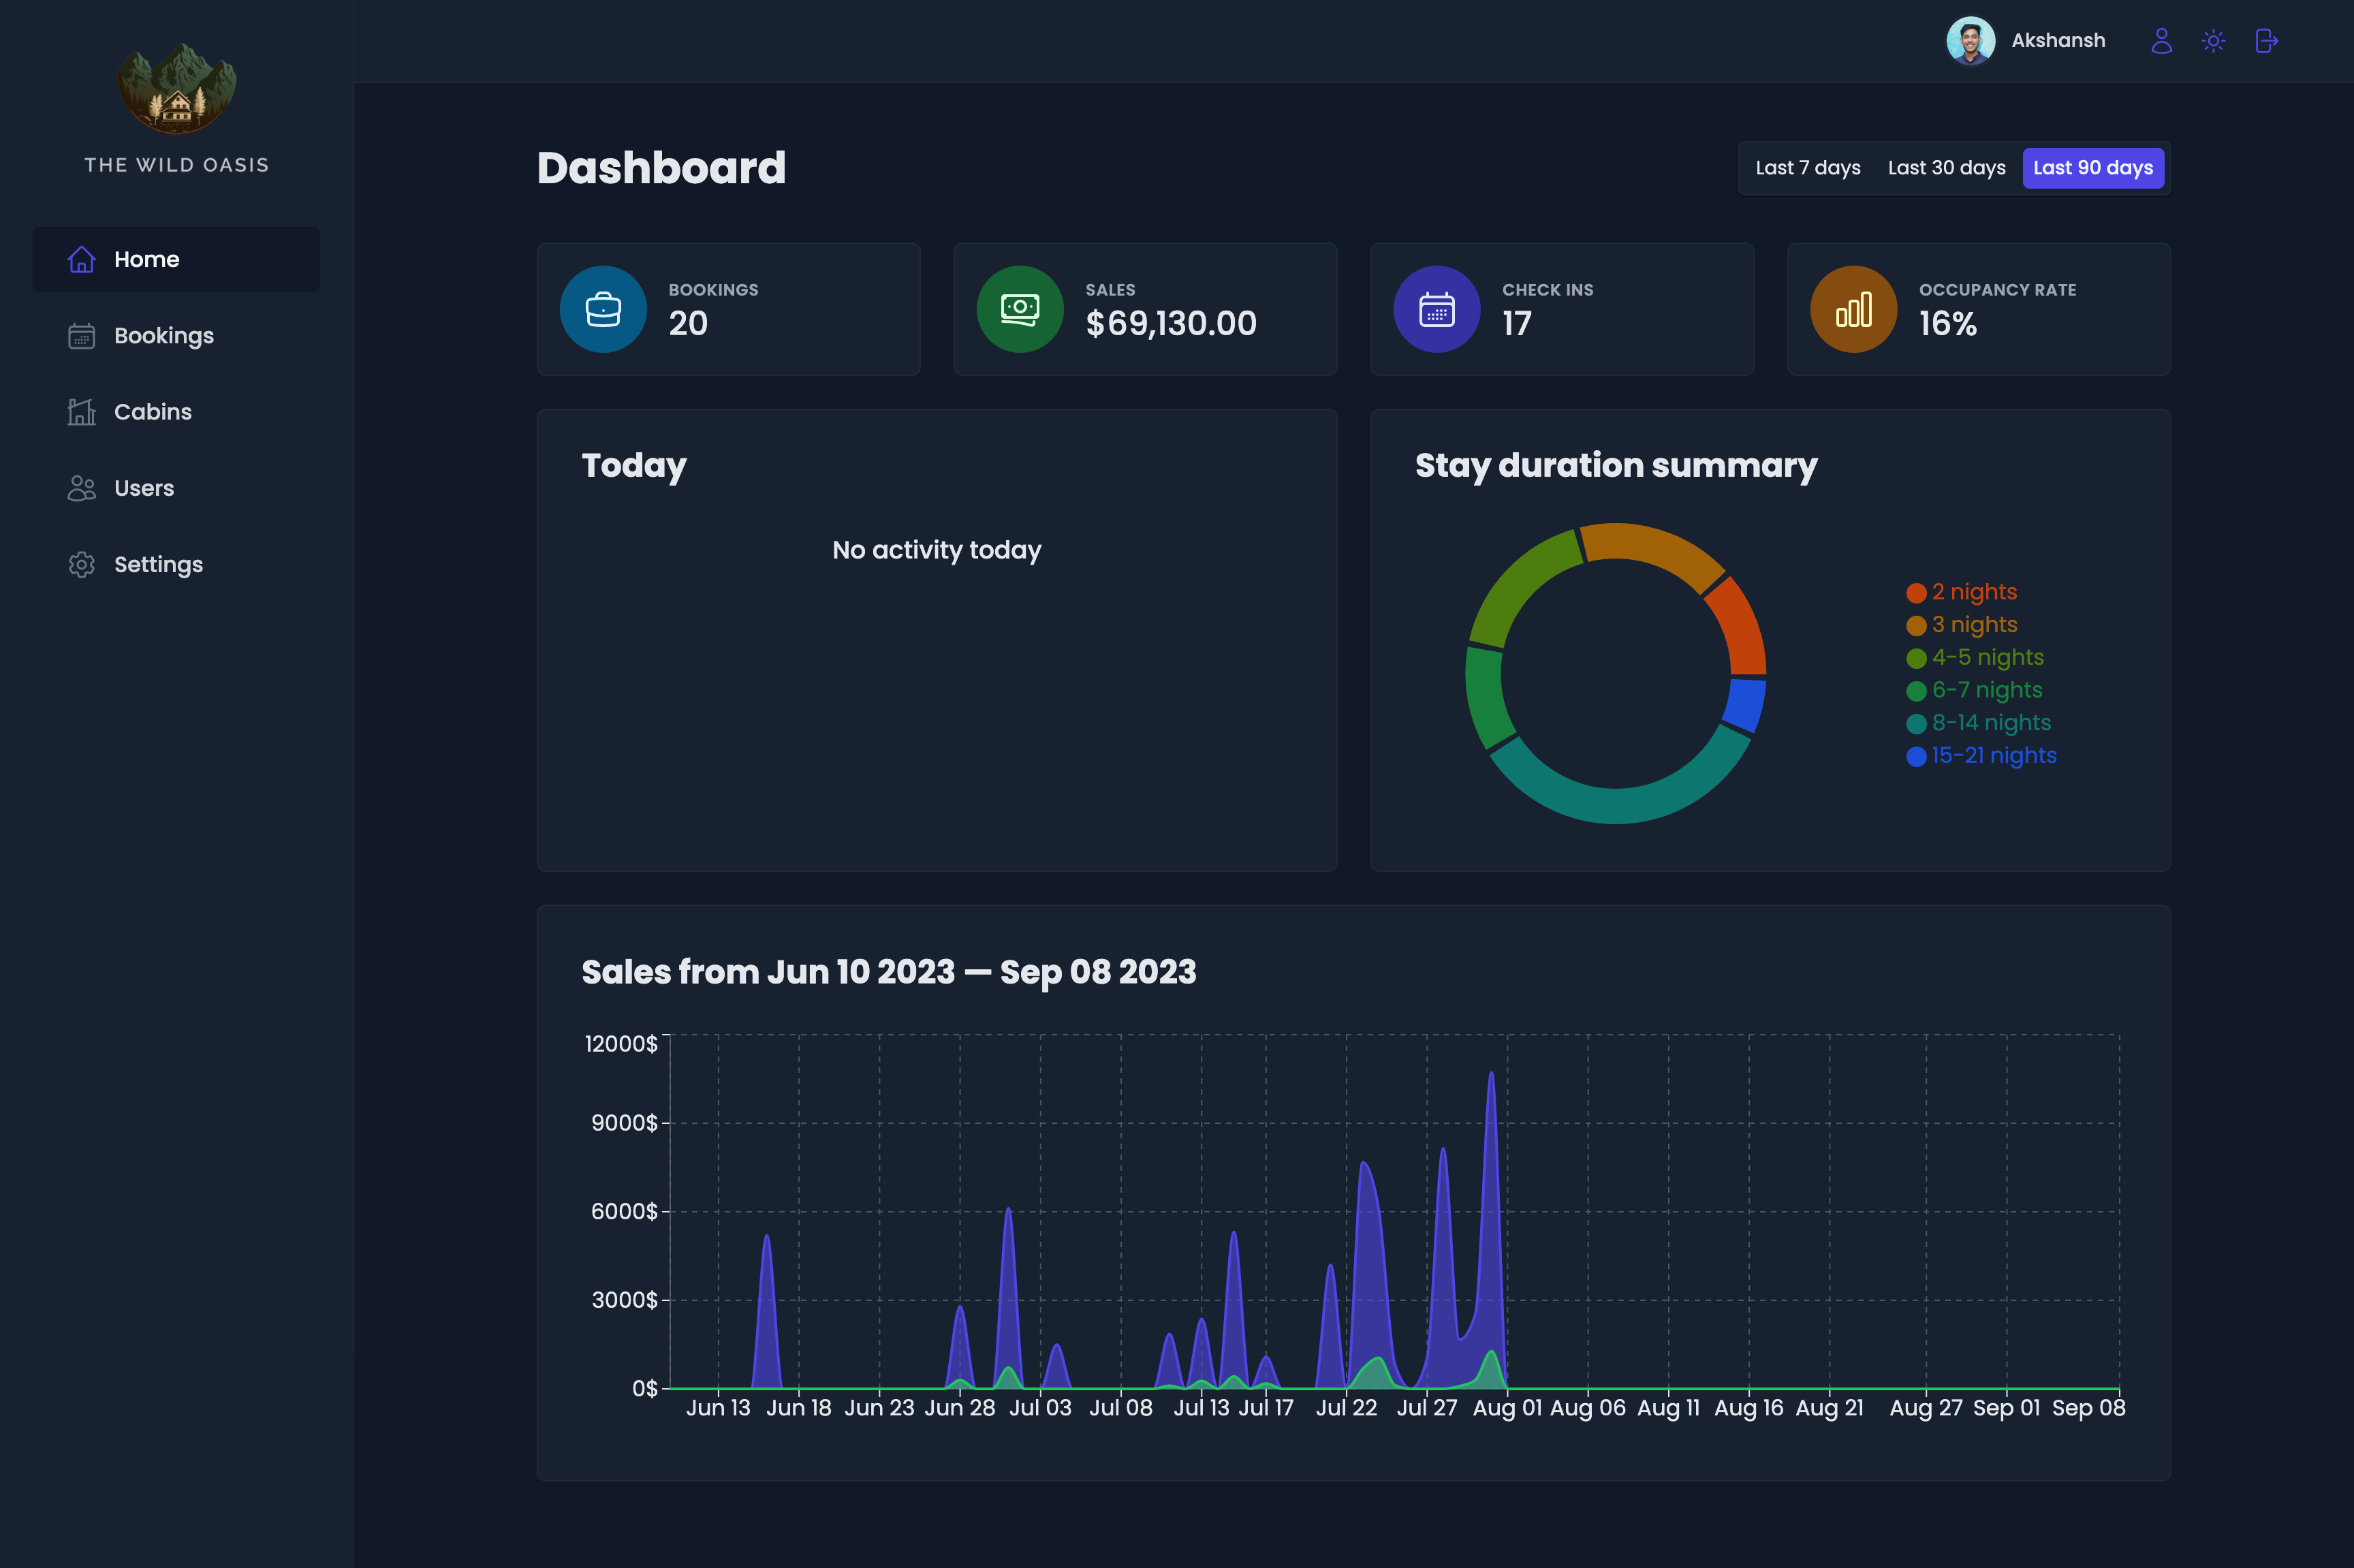 THE WILD OASIS
Home
Bookings
Cabins
Users
Settings
Akshansh
Dashboard
Last 7 days Last 30 days Last 90 days
BOOKINGS
20
SALES
$69,130.00
CHECK INS
17
OCCUPANCY RATE
16%
Today
No activity today
Stay duration summary
2 nights
3 nights
4-5 nights
6-7 nights
8-14 nights
15-21 nights
Sales from Jun 10 2023 — Sep 08 2023
12000$
9000$
6000$
3000$
0$
Jun 13 Jun 18 Jun 23 Jun 28 Jul 03 Jul 08 Jul 13 Jul 17 Jul 22 Jul 27 Aug 01 Aug 06 Aug 11 Aug 16 Aug 21 Aug 27 Sep 01 Sep 08